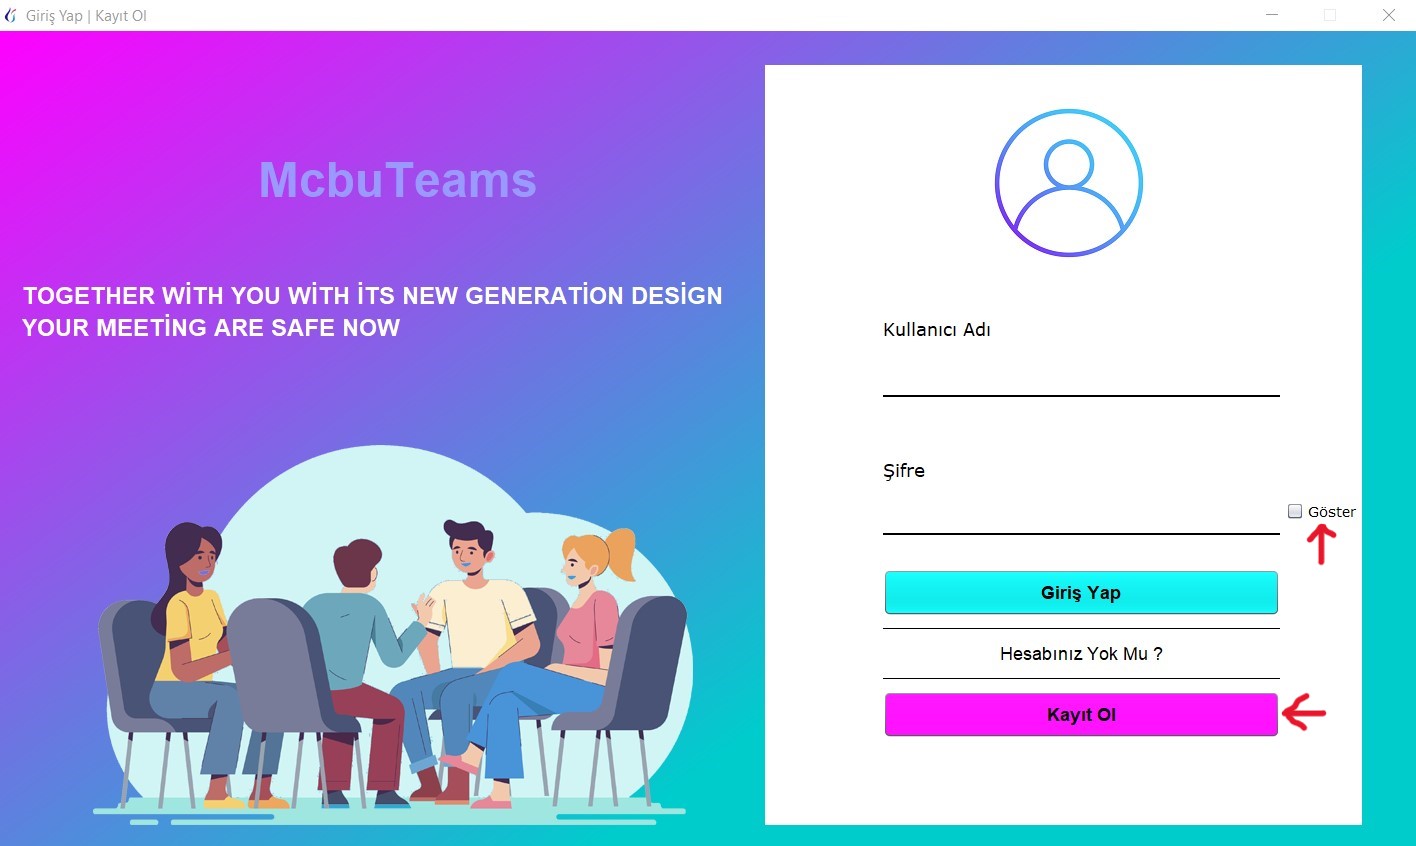 Giriş Yap | Kayıt Ol
McbuTeams
TOGETHER WİTH YOU WİTH İTS NEW GENERATİON DESİGN
YOUR MEETİNG ARE SAFE NOW
Kullanıcı Adı
Şifre
Göster
Giriş Yap
Hesabınız Yok Mu ?
Kayıt Ol